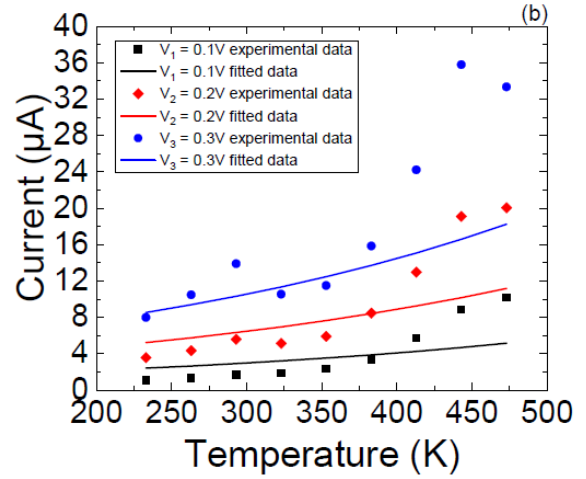 (b)
40
36
32
28
24
20
16
12
8
4
0
Current (µA)
V1 = 0.1V experimental data
V1 = 0.1V fitted data
V2 = 0.2V experimental data
V2 = 0.2V fitted data
V3 = 0.3V experimental data
V3 = 0.3V fitted data
200 250 300 350 400 450 500
Temperature (K)